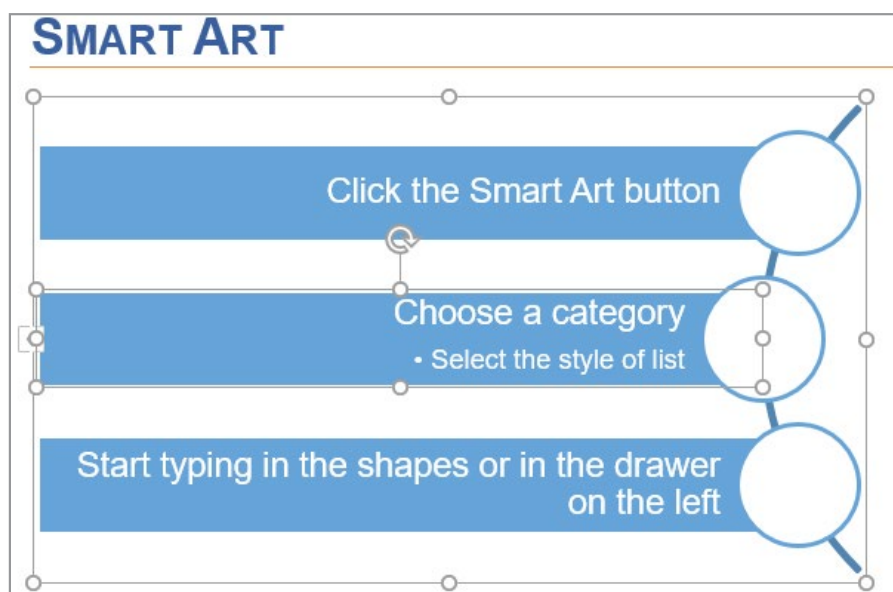 SMART ART
Click the Smart Art button
Choose a category
• Select the style of list
Start typing in the shapes or in the drawer
on the left